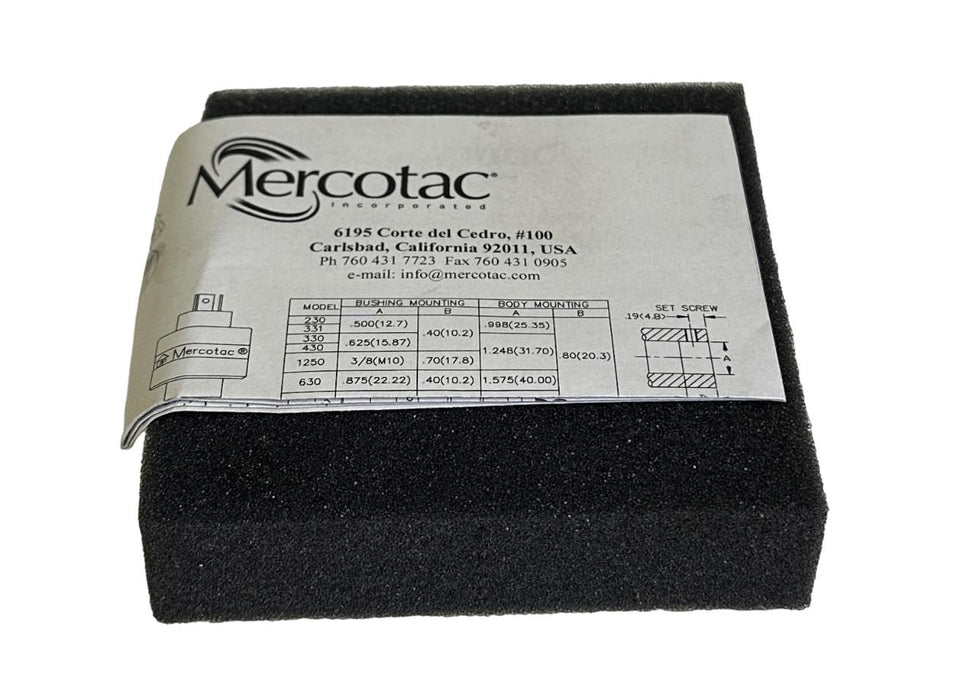 Mercotac®
Incorporated
6195 Corte del Cedro, #100
Carlsbad, California 92011, USA
Ph 760 431 7723 Fax 760 431 0905
e-mail: info@mercotac.com
MODEL BUSHING MOUNTING BODY MOUNTING
A B A B
230
331
330
430
1250
630
.500(12.7)
.625(15.87)
3/8(M10)
.875(22.22)
.40(10.2)
.70(17.8)
.40(10.2)
.998(25.35)
1.248(31.70)
1.575(40.00)
.80(20.3)
SET SCREW
.19(4.8)
A
Mercotac®